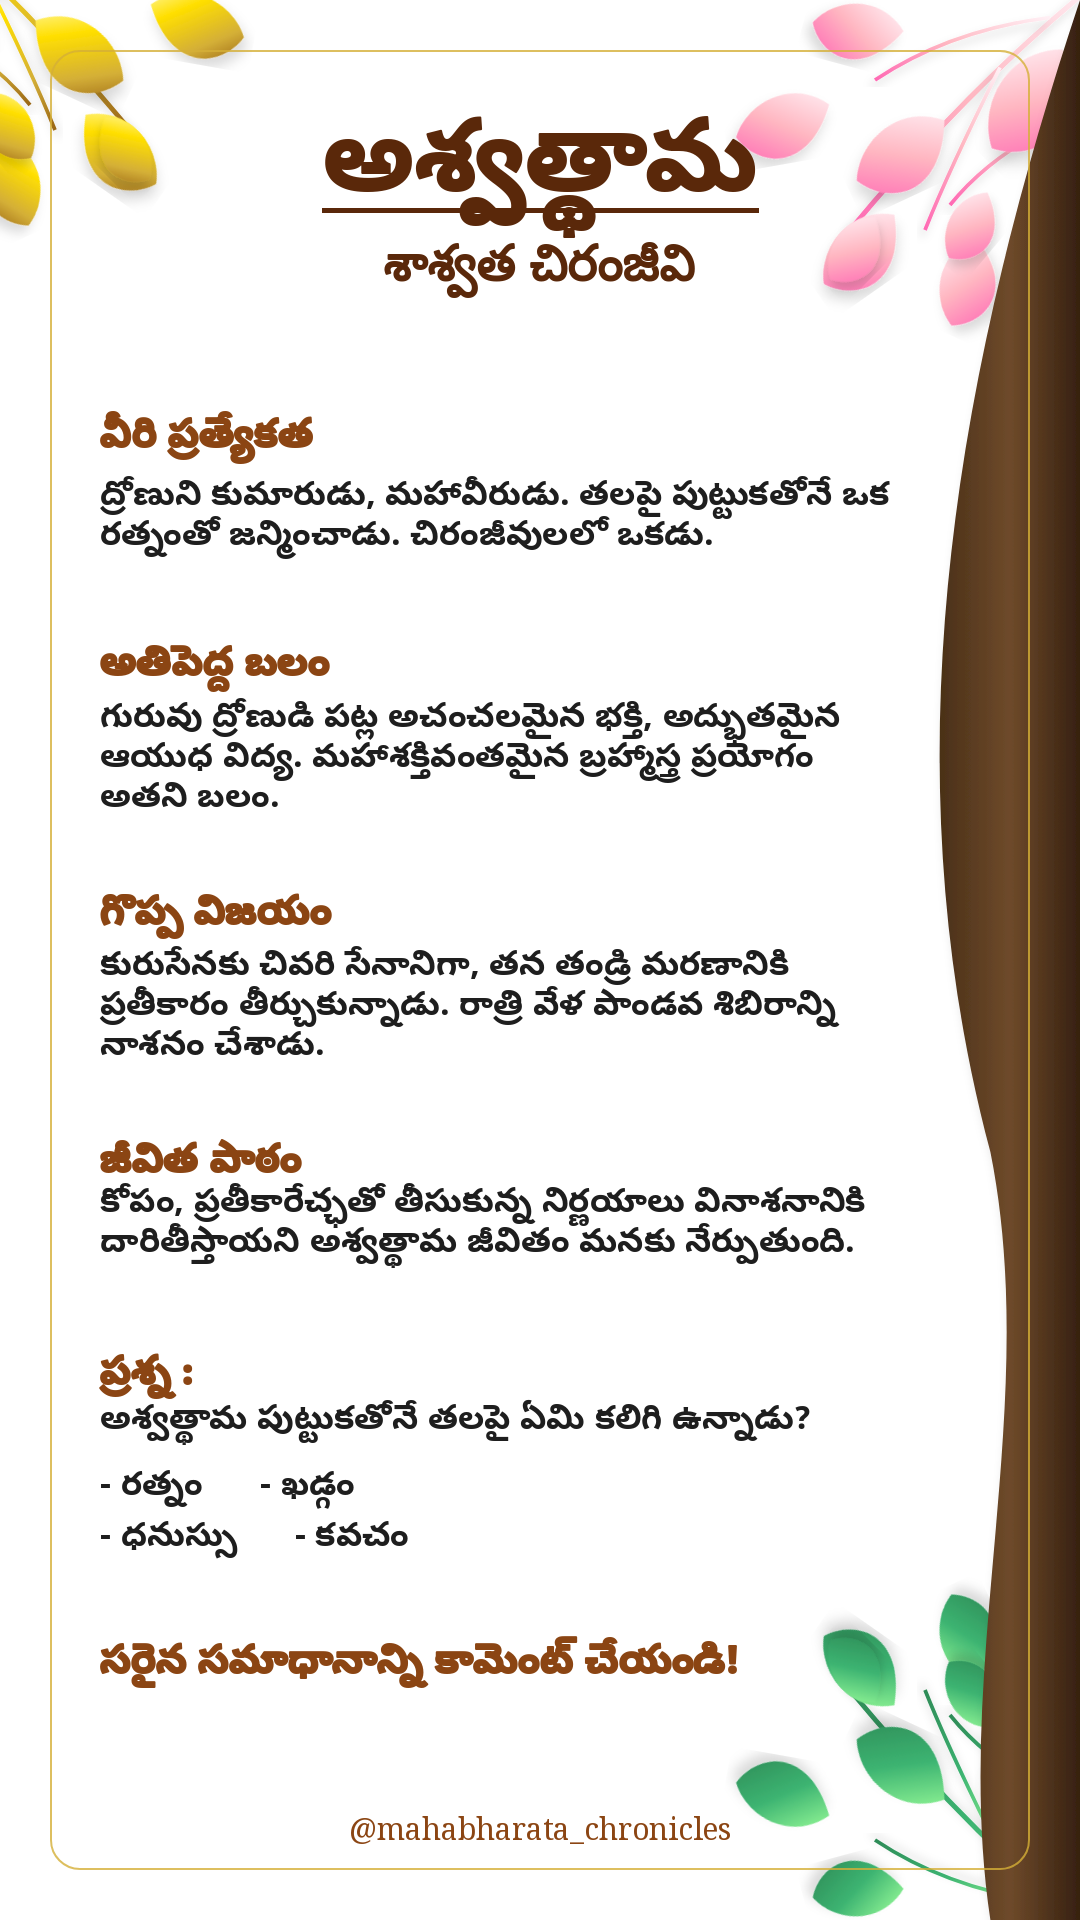 అశ్వత్థామ
శాశ్వత చిరంజీవి
వీరి ప్రత్యేకత
ద్రోణుని కుమారుడు, మహావీరుడు. తలపై పుట్టుకతోనే ఒక
రత్నంతో జన్మించాడు. చిరంజీవులలో ఒకడు.
అతిపెద్ద బలం
గురువు ద్రోణుడి పట్ల అచంచలమైన భక్తి, అద్భుతమైన
ఆయుధ విద్య. మహాశక్తివంతమైన బ్రహ్మాస్త్ర ప్రయోగం
అతని బలం.
గొప్ప విజయం
కురుసేనకు చివరి సేనానిగా, తన తండ్రి మరణానికి
ప్రతీకారం తీర్చుకున్నాడు. రాత్రి వేళ పాండవ శిబిరాన్ని
నాశనం చేశాడు.
జీవిత పాఠం
కోపం, ప్రతీకారేచ్ఛతో తీసుకున్న నిర్ణయాలు వినాశనానికి
దారితీస్తాయని అశ్వత్థామ జీవితం మనకు నేర్పుతుంది.
ప్రశ్న :
అశ్వత్థామ పుట్టుకతోనే తలపై ఏమి కలిగి ఉన్నాడు?
- రత్నం - ఖడ్గం
- ధనుస్సు - కవచం
సరైన సమాధానాన్ని కామెంట్ చేయండి!
@mahabharata_chronicles